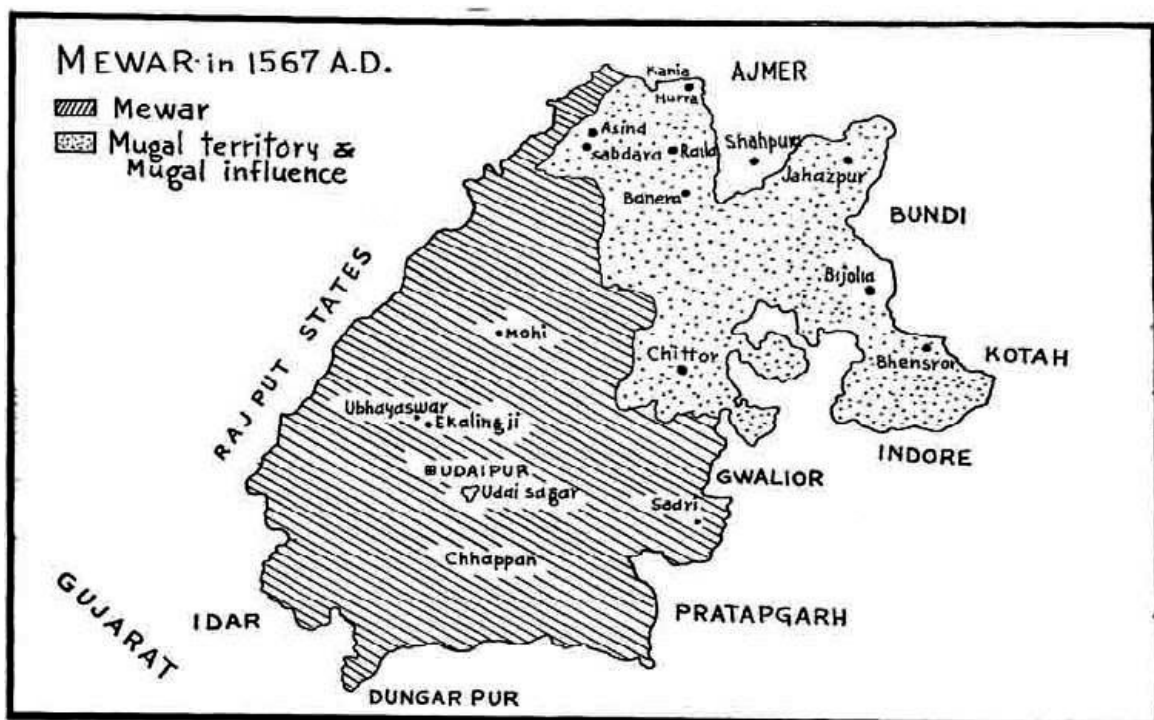 MEWAR in 1567 A.D.
Mewar
Mugal territory &
Mugal influence
Kania
Hurra
AJMER
Asind
Sabdara
Raila
Shahpura
Jahazpur
Banera
BUNDI
Bijolia
RAJPUT STATES
Mohi
Chittor
Bhensror
KOTAH
Ubhayaswar
Ekalingji
INDORE
UDAIPUR
GWALIOR
Udai sagar
Sadri
Chhappan
GUJARAT
IDAR
PRATAPGARH
DUNGAR PUR